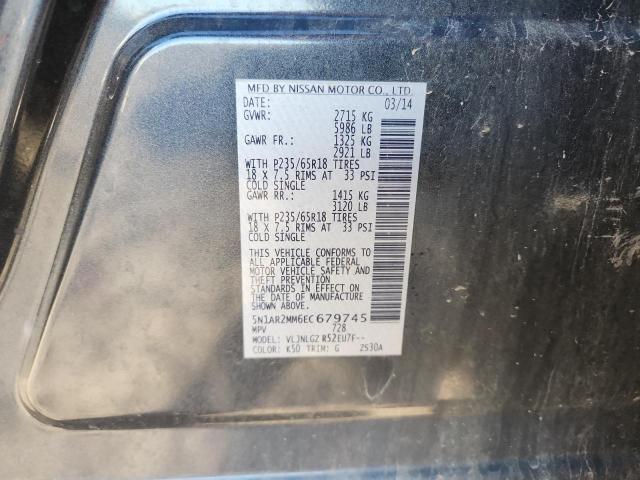 MFD BY NISSAN MOTOR CO., LTD.
DATE: 03/14
GVWR: 2715 KG
5986 LB
GAWR FR.: 1325 KG
2921 LB
WITH P235/65R18 TIRES
18 X 7.5 RIMS AT 33 PSI
COLD SINGLE
GAWR RR.: 1415 KG
3120 LB
WITH P235/65R18 TIRES
18 X 7.5 RIMS AT 33 PSI
COLD SINGLE
THIS VEHICLE CONFORMS TO
ALL APPLICABLE FEDERAL
MOTOR VEHICLE SAFETY AND
AND THEFT PREVENTION
STANDARDS IN EFFECT ON
THE DATE OF MANUFACTURE
SHOWN ABOVE.
5N1AR2MM6EC679745
MPV 728
MODEL: VLJNLGZ R52EU7F--
COLOR: K50 TRIM: G ZS30A